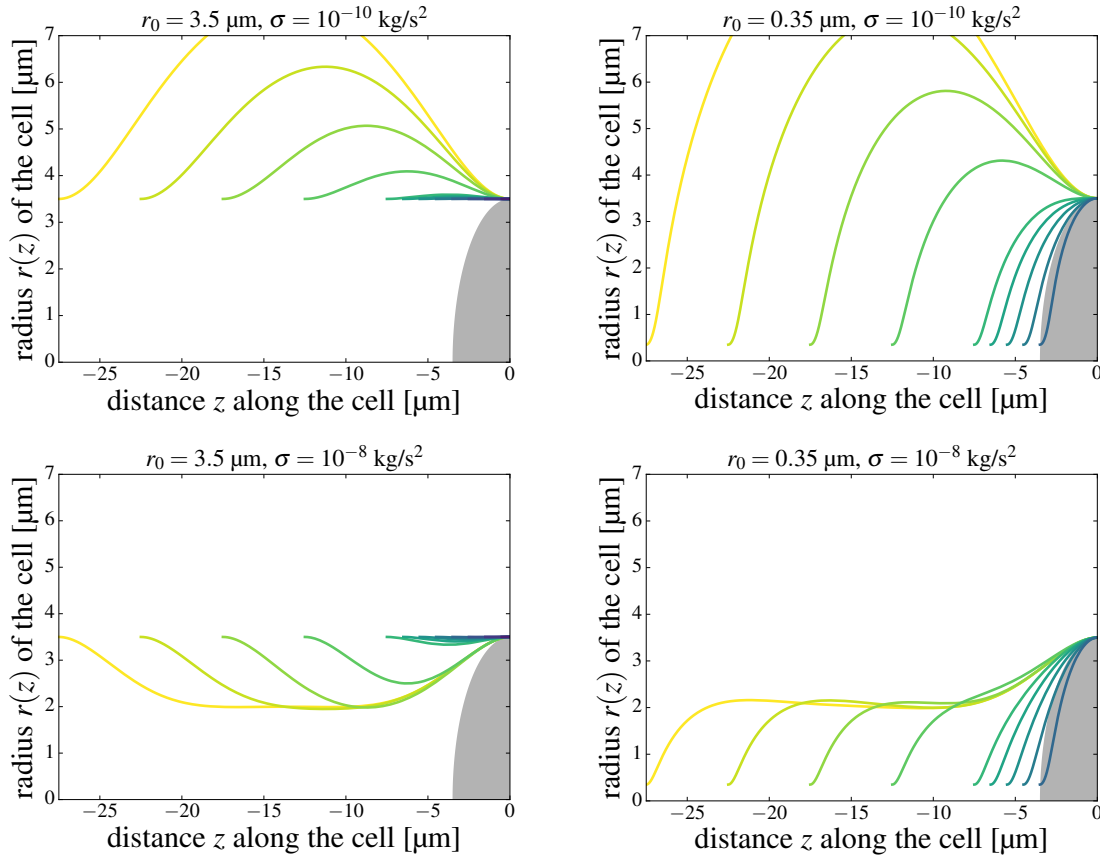 r₀ = 3.5 µm, σ = 10⁻¹⁰ kg/s²
7
6
5
4
3
2
1
0
radius r(z) of the cell [µm]
−25 −20 −15 −10 −5 0
distance z along the cell [µm]
r₀ = 0.35 µm, σ = 10⁻¹⁰ kg/s²
7
6
5
4
3
2
1
0
radius r(z) of the cell [µm]
−25 −20 −15 −10 −5 0
distance z along the cell [µm]
r₀ = 3.5 µm, σ = 10⁻⁸ kg/s²
7
6
5
4
3
2
1
0
radius r(z) of the cell [µm]
−25 −20 −15 −10 −5 0
distance z along the cell [µm]
r₀ = 0.35 µm, σ = 10⁻⁸ kg/s²
7
6
5
4
3
2
1
0
radius r(z) of the cell [µm]
−25 −20 −15 −10 −5 0
distance z along the cell [µm]